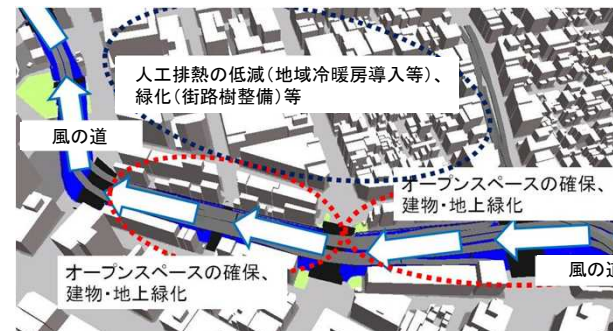 人工排熱の低減（地域冷暖房導入等）、
緑化（街路樹整備）等
風の道
オープンスペースの確保、
建物・地上緑化
オープンスペースの確保、
建物・地上緑化
風の道